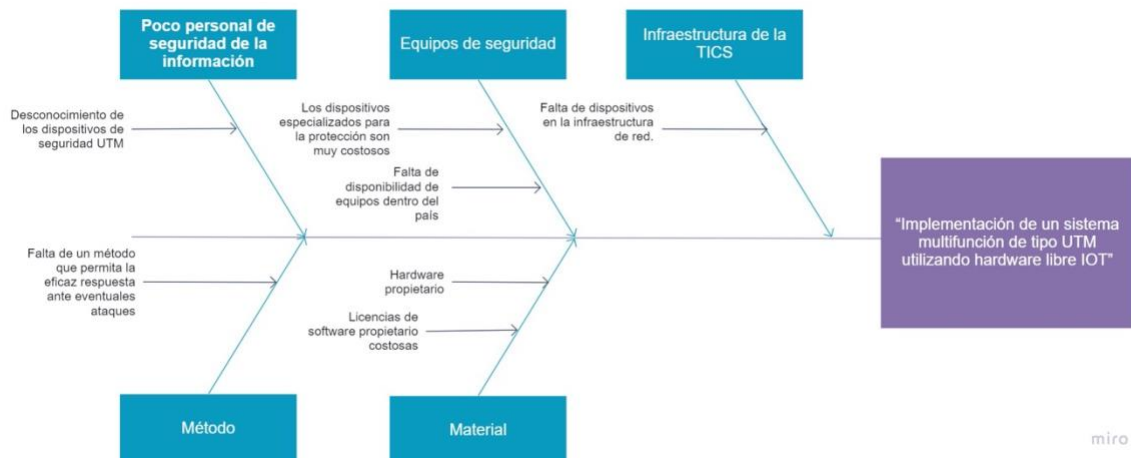 Poco personal de
seguridad de la
información
Equipos de seguridad
Infraestructura de la
TICS
Desconocimiento de
los dispositivos de
seguridad UTM
Los dispositivos
especializados para
la protección son
muy costosos
Falta de dispositivos
en la infraestructura
de red.
Falta de
disponibilidad de
equipos dentro del
país
"Implementación de un sistema
multifunción de tipo UTM
utilizando hardware libre IOT"
Falta de un método
que permita la
eficaz respuesta
ante eventuales
ataques
Hardware
propietario
Licencias de
software propietario
costosas
Método
Material
miro